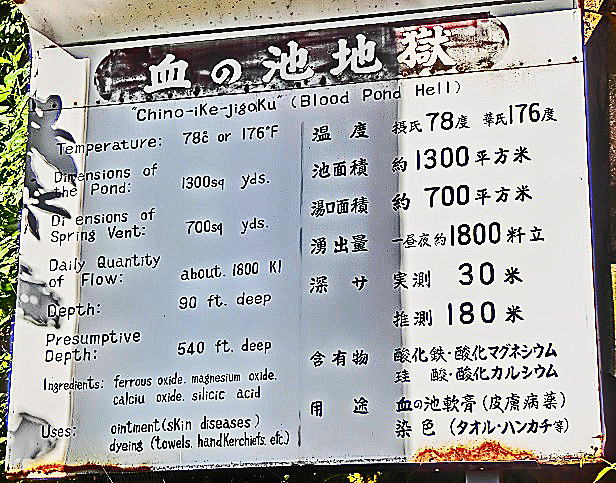 血の池地獄
"Chino-iKe-jigoKu" (Blood Pond Hell)
Temperature: 78℃ or 176°F
Dimensions of
the Pond: 1300sq yds.
Dimensions of
Spring Vent: 700sq yds.
Daily Quantity
of Flow: about. 1800 Kl
Depth: 90 ft. deep
Presumptive
Depth: 540 ft. deep
Ingredients: ferrous oxide. magnesium oxide.
calciu oxide. silicic acid
Uses: ointment (sKin diseases)
dyeing (towels. handKerchiefs. etc.)
温度 摂氏78度 華氏176度
池面積 約1300平方米
湯口面積 約700平方米
湧出量 一昼夜約1800粁立
深サ 実測 30米
推測 180米
含有物 酸化鉄・酸化マグネシウム
珪酸・酸化カルシウム
用途 血の池軟膏(皮膚病薬)
染色(タオル・ハンカチ等)